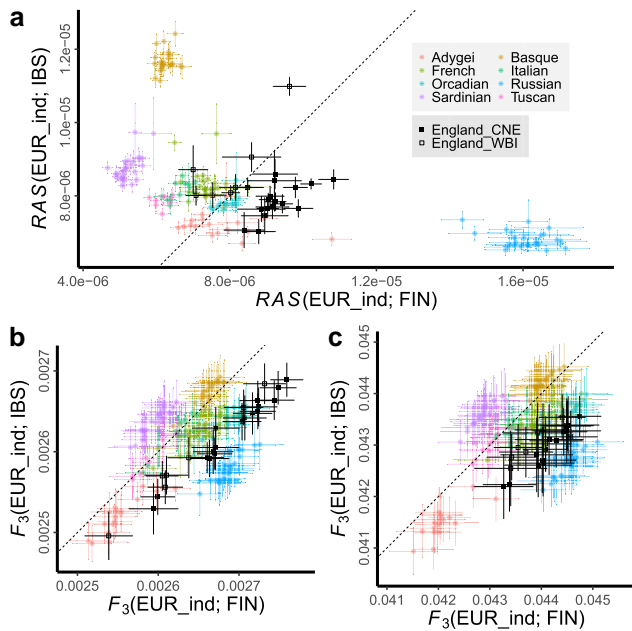 a
RAS(EUR_ind; IBS)
1.2e-05
1.0e-05
8.0e-06
4.0e-06
8.0e-06
1.2e-05
1.6e-05
RAS(EUR_ind; FIN)
Adygei
Basque
French
Italian
Orcadian
Russian
Sardinian
Tuscan
England_CNE
England_WBI
b
F3(EUR_ind; IBS)
0.0027
0.0026
0.0025
0.0025
0.0026
0.0027
F3(EUR_ind; FIN)
c
F3(EUR_ind; IBS)
0.045
0.044
0.043
0.042
0.041
0.041
0.042
0.043
0.044
0.045
F3(EUR_ind; FIN)